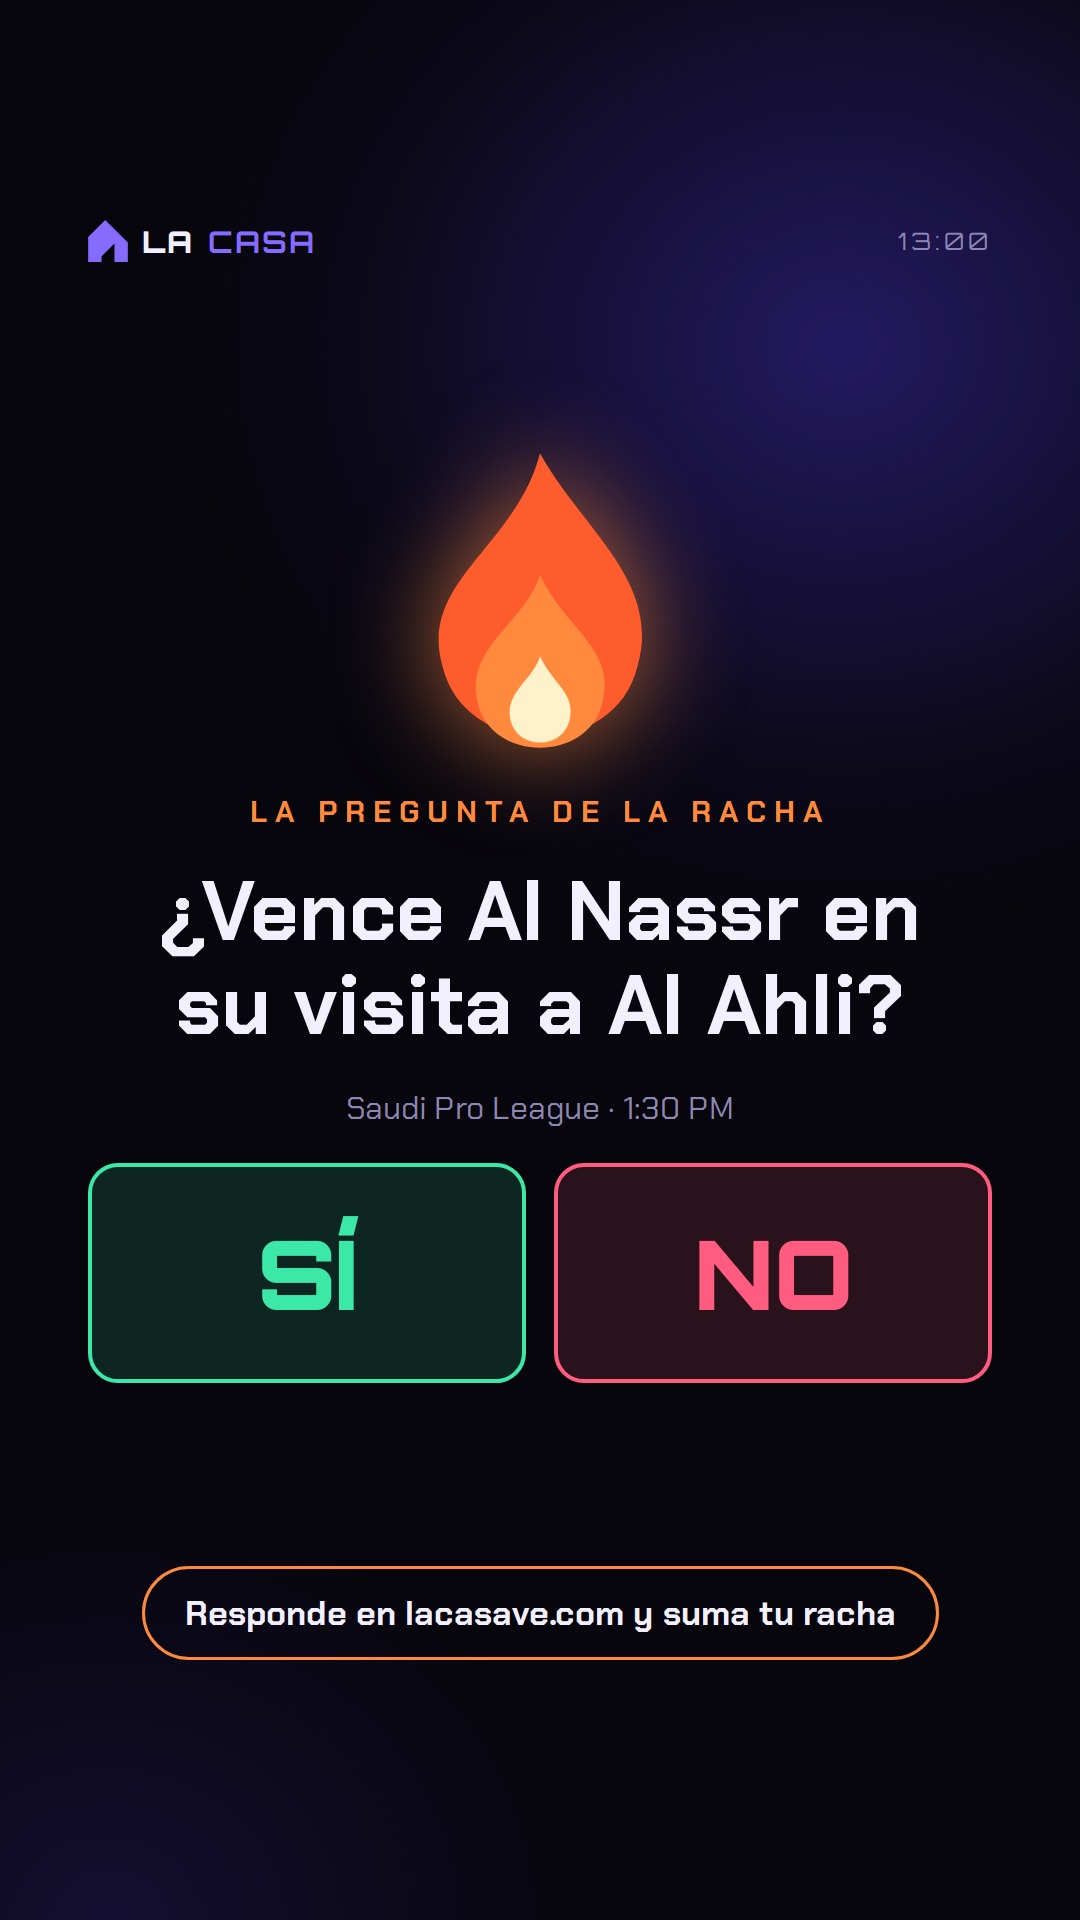 LA CASA
13:00
LA PREGUNTA DE LA RACHA
¿Vence Al Nassr en
su visita a Al Ahli?
Saudi Pro League · 1:30 PM
SÍ
NO
Responde en lacasave.com y suma tu racha